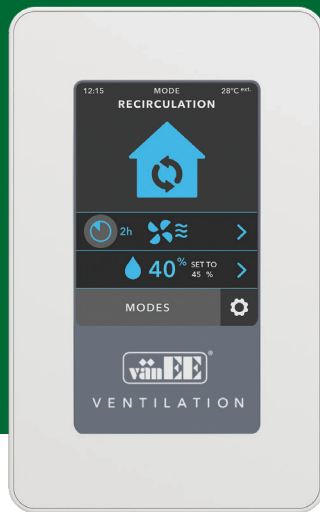 12:15 MODE 28°C ext.
RECIRCULATION
2h
40% SET TO
45 %
MODES
vänEE®
VENTILATION